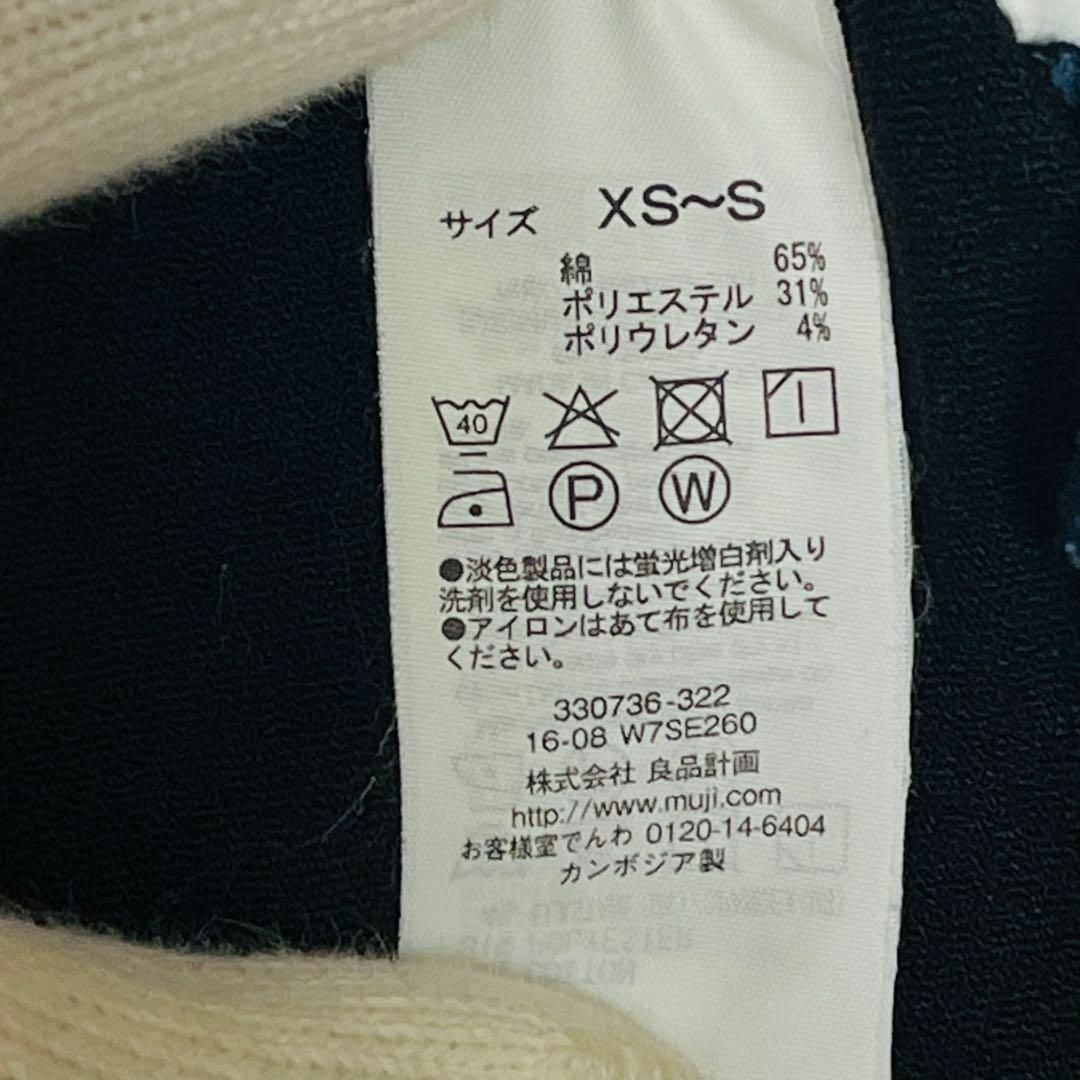 サイズ XS～S
綿 65%
ポリエステル 31%
ポリウレタン 4%
40
P W
●淡色製品には蛍光増白剤入り
洗剤を使用しないでください。
●アイロンはあて布を使用して
ください。
330736-322
16-08 W7SE260
株式会社 良品計画
http://www.muji.com
お客様室でんわ 0120-14-6404
カンボジア製